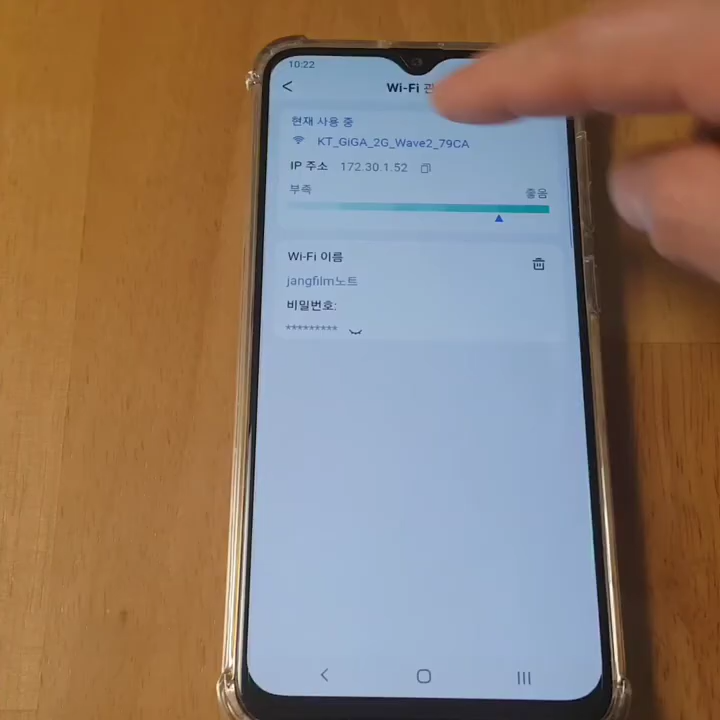 10:22
Wi-Fi
현재 사용 중
KT_GiGA_2G_Wave2_79CA
IP 주소 172.30.1.52
부족 좋음
Wi-Fi 이름
jangfilm노트
비밀번호:
*********